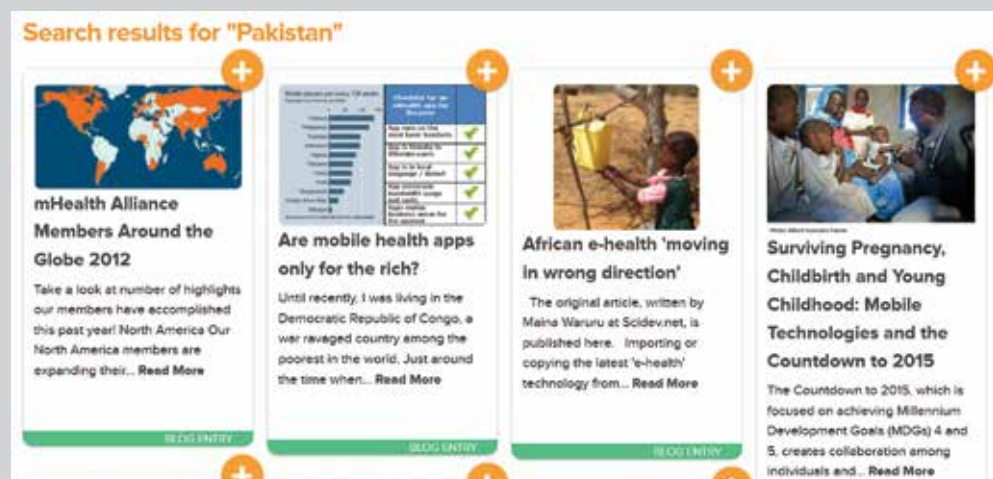 Search results for "Pakistan"
mHealth Alliance
Members Around the
Globe 2012
Take a look at number of highlights
our members have accomplished
this past year! North America Our
North America members are
expanding their... Read More
BLOG ENTRY
Are mobile health apps
only for the rich?
Until recently, I was living in the
Democratic Republic of Congo, a
war ravaged country among the
poorest in the world. Just around
the time when... Read More
BLOG ENTRY
African e-health 'moving
in wrong direction'
The original article, written by
Maina Waruru at Scidev.net, is
published here. Importing or
copying the latest 'e-health'
technology from... Read More
BLOG ENTRY
Surviving Pregnancy,
Childbirth and Young
Childhood: Mobile
Technologies and the
Countdown to 2015
The Countdown to 2015, which is
focused on achieving Millennium
Development Goals (MDGs) 4 and
5, creates collaboration among
individuals and... Read More